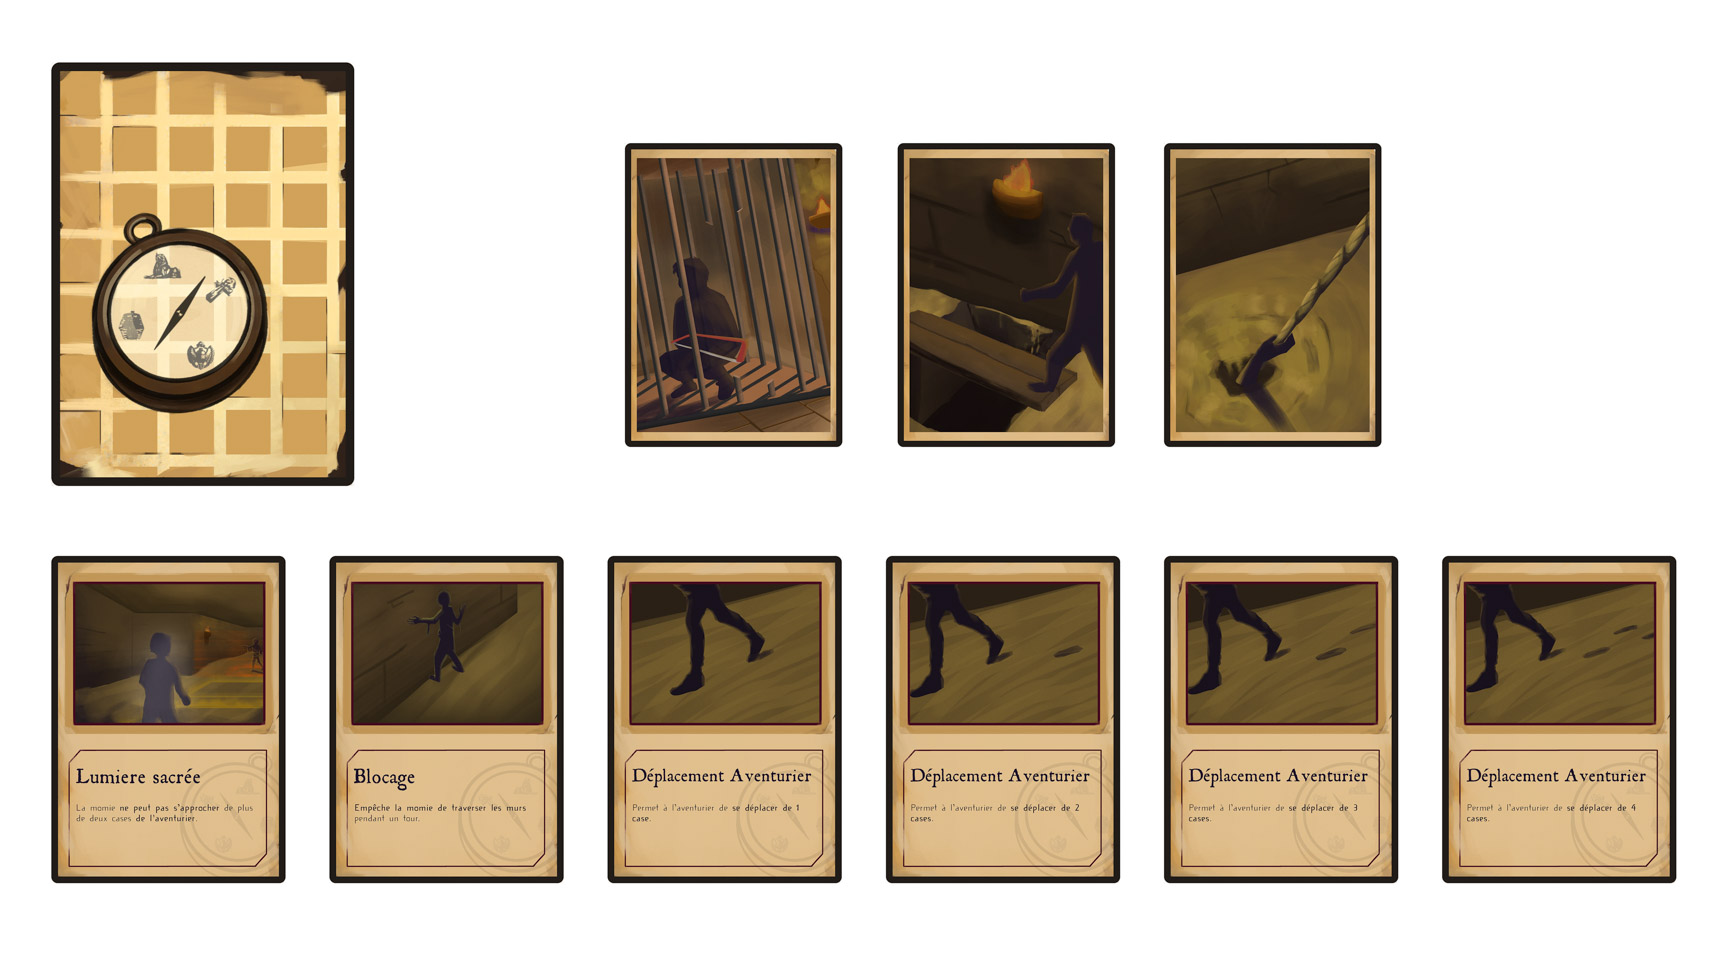 Lumiere sacrée
La momie ne peut pas s'approcher de plus
de deux cases de l'aventurier.
Blocage
Empêche la momie de traverser les murs
pendant un tour.
Déplacement Aventurier
Permet à l'aventurier de se déplacer de 1
case.
Déplacement Aventurier
Permet à l'aventurier de se déplacer de 2
cases.
Déplacement Aventurier
Permet à l'aventurier de se déplacer de 3
cases.
Déplacement Aventurier
Permet à l'aventurier de se déplacer de 4
cases.